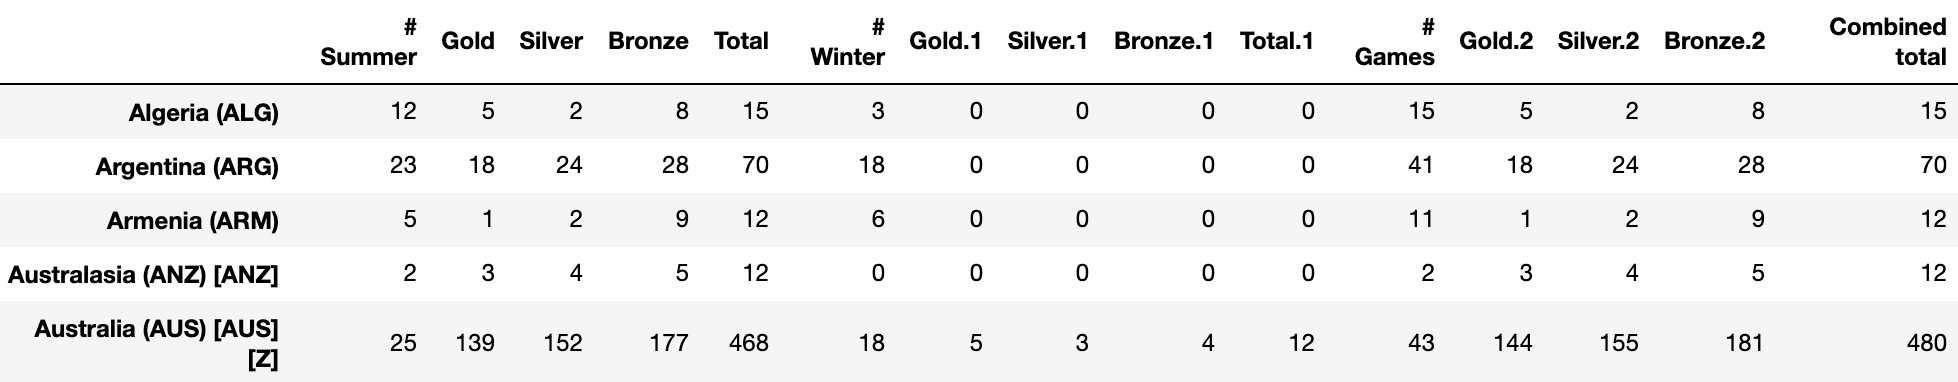 # Summer Gold Silver Bronze Total # Winter Gold.1 Silver.1 Bronze.1 Total.1 # Games Gold.2 Silver.2 Bronze.2 Combined total
Algeria (ALG) 12 5 2 8 15 3 0 0 0 0 15 5 2 8 15
Argentina (ARG) 23 18 24 28 70 18 0 0 0 0 41 18 24 28 70
Armenia (ARM) 5 1 2 9 12 6 0 0 0 0 11 1 2 9 12
Australasia (ANZ) [ANZ] 2 3 4 5 12 0 0 0 0 0 2 3 4 5 12
Australia (AUS) [AUS] [Z] 25 139 152 177 468 18 5 3 4 12 43 144 155 181 480